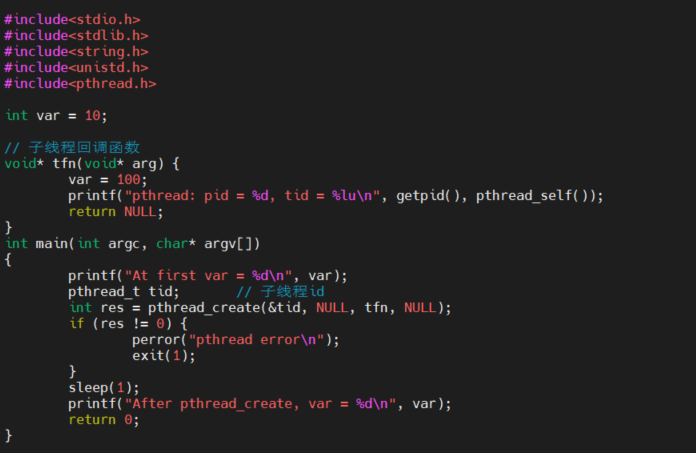 #include<stdio.h>
#include<stdlib.h>
#include<string.h>
#include<unistd.h>
#include<pthread.h>

int var = 10;

// 子线程回调函数
void* tfn(void* arg) {
        var = 100;
        printf("pthread: pid = %d, tid = %lu\n", getpid(), pthread_self());
        return NULL;
}
int main(int argc, char* argv[])
{
        printf("At first var = %d\n", var);
        pthread_t tid;       // 子线程id
        int res = pthread_create(&tid, NULL, tfn, NULL);
        if (res != 0) {
                perror("pthread error\n");
                exit(1);
        }
        sleep(1);
        printf("After pthread_create, var = %d\n", var);
        return 0;
}